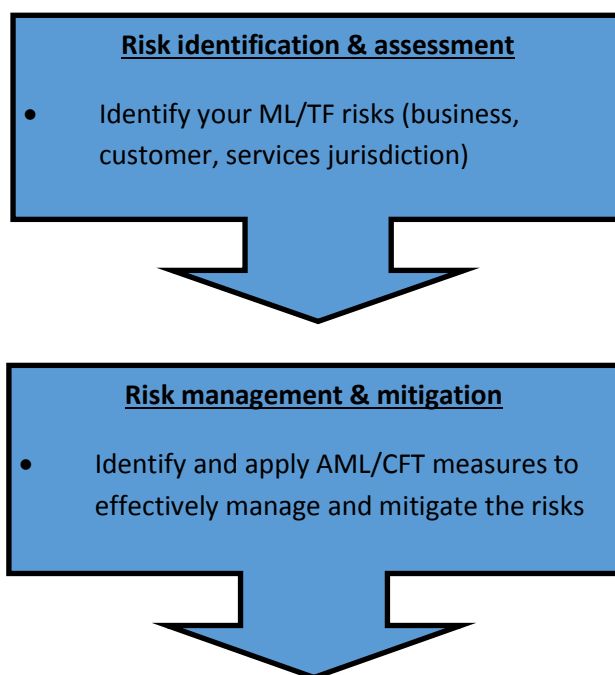 Risk identification & assessment
• Identify your ML/TF risks (business,
customer, services jurisdiction)
Risk management & mitigation
• Identify and apply AML/CFT measures to
effectively manage and mitigate the risks